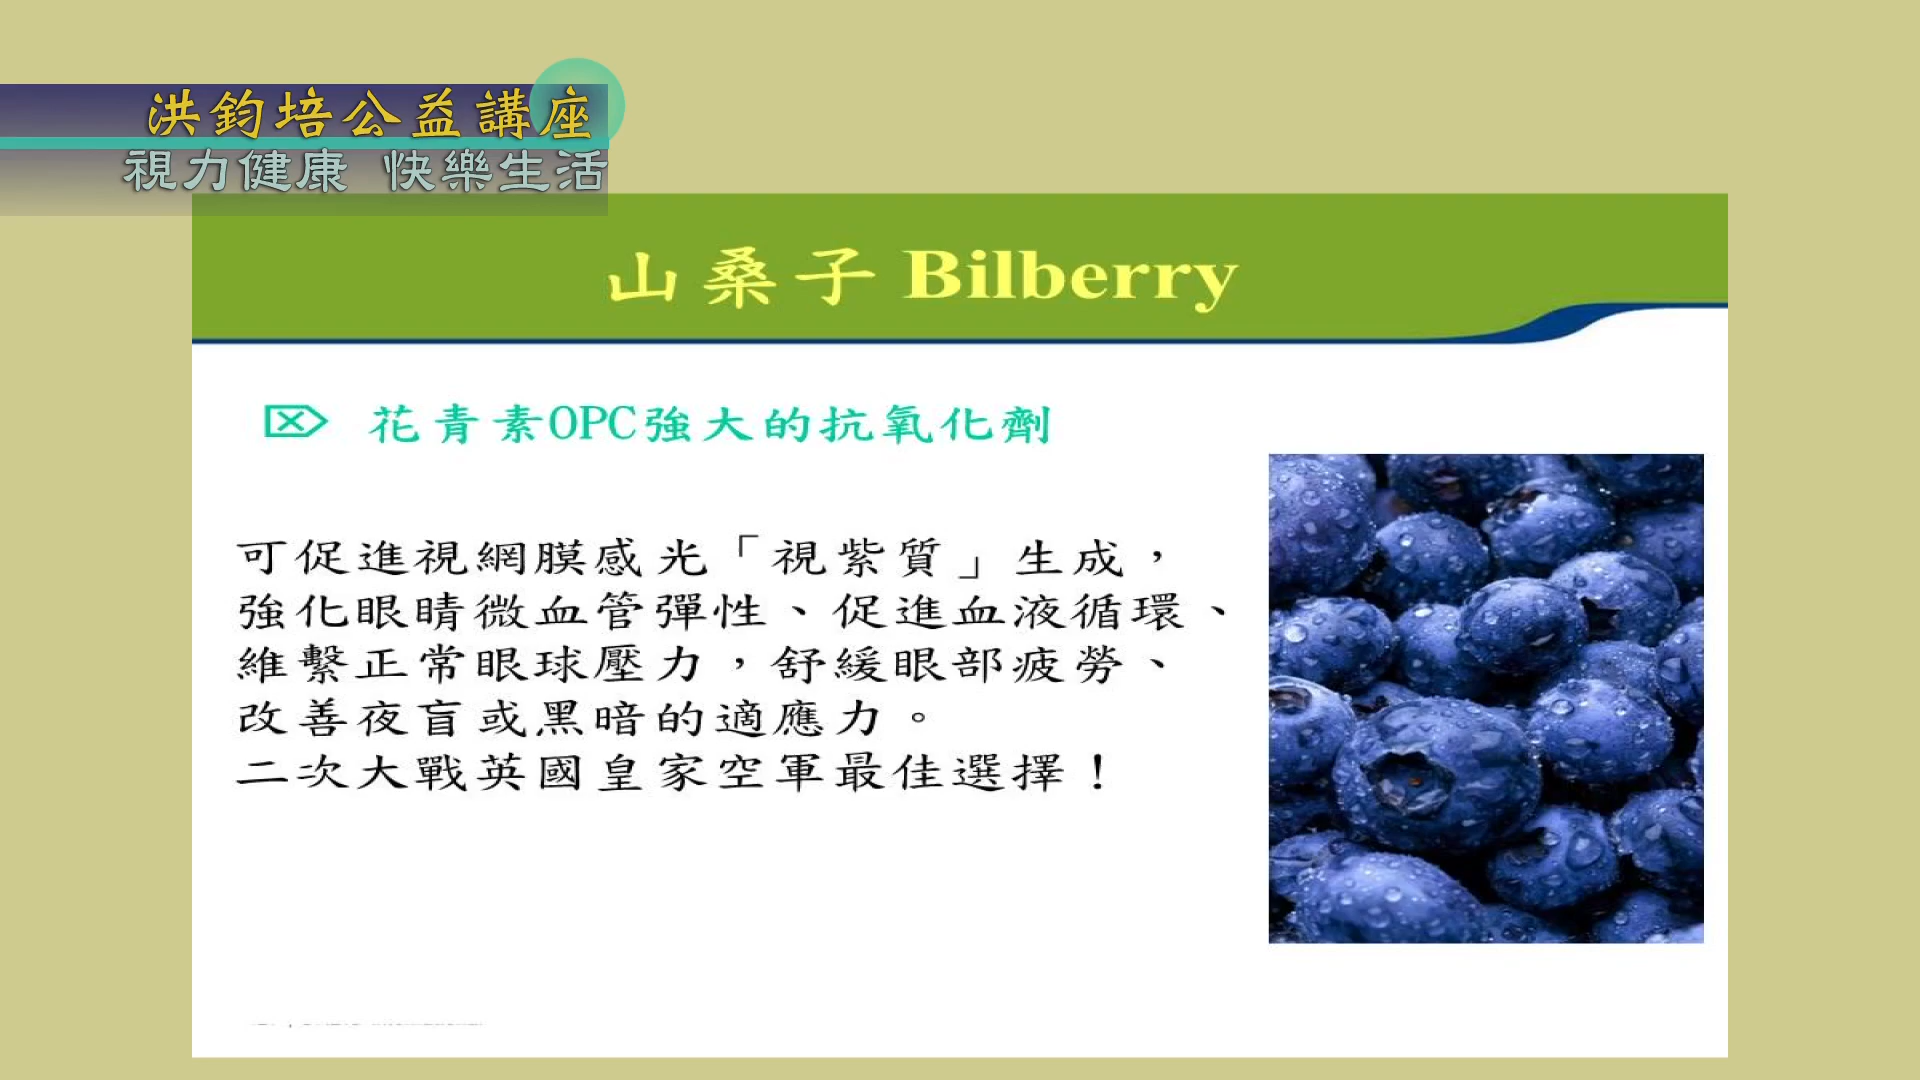 洪鈞培公益講座
視力健康 快樂生活
山桑子 Bilberry
花青素OPC強大的抗氧化劑
可促進視網膜感光「視紫質」生成，
強化眼睛微血管彈性、促進血液循環、
維繫正常眼球壓力，舒緩眼部疲勞、
改善夜盲或黑暗的適應力。
二次大戰英國皇家空軍最佳選擇！